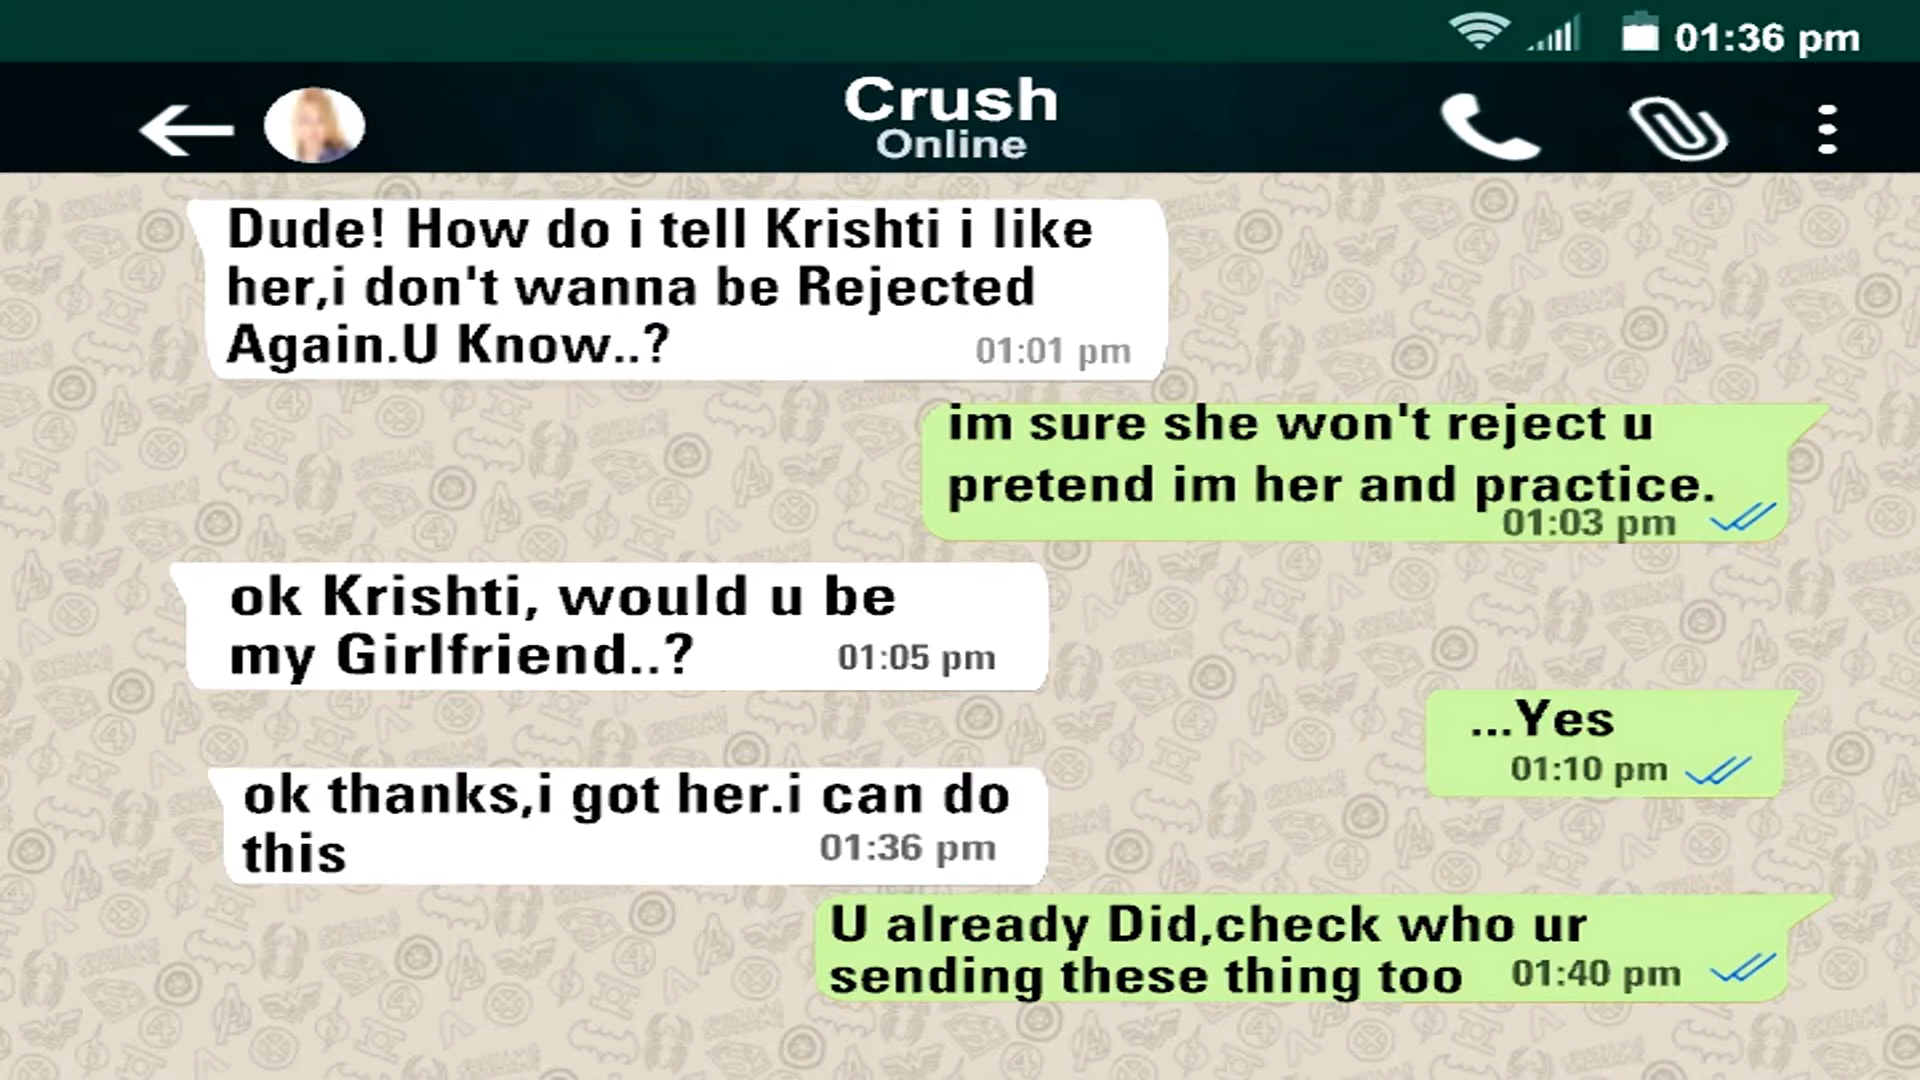 01:36 pm
Crush
Online
Dude! How do i tell Krishti i like
her,i don't wanna be Rejected
Again.U Know..?
01:01 pm
im sure she won't reject u
pretend im her and practice.
01:03 pm
ok Krishti, would u be
my Girlfriend..?
01:05 pm
...Yes
01:10 pm
ok thanks,i got her.i can do
this
01:36 pm
U already Did,check who ur
sending these thing too
01:40 pm